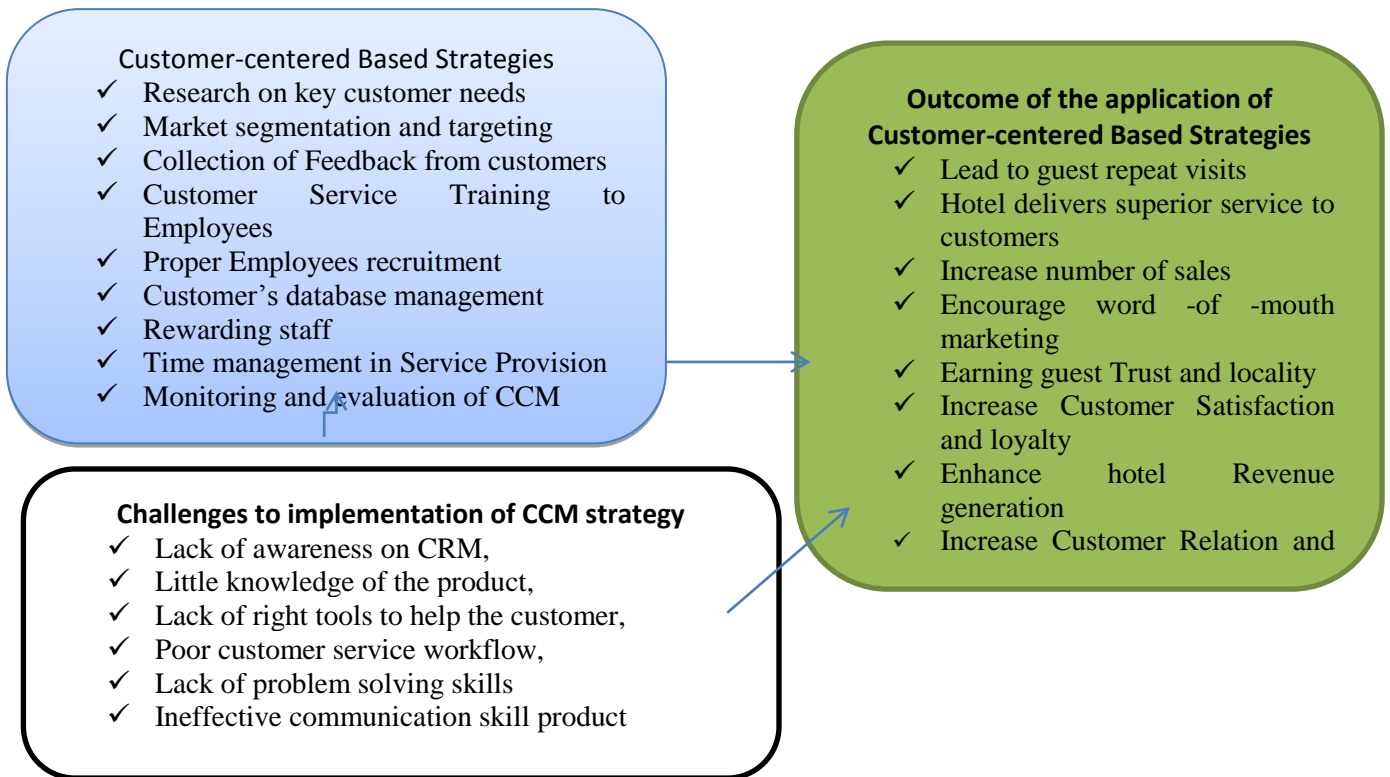 Customer-centered Based Strategies
✓ Research on key customer needs
✓ Market segmentation and targeting
✓ Collection of Feedback from customers
✓ Customer Service Training to
Employees
✓ Proper Employees recruitment
✓ Customer's database management
✓ Rewarding staff
✓ Time management in Service Provision
✓ Monitoring and evaluation of CCM
Challenges to implementation of CCM strategy
✓ Lack of awareness on CRM,
✓ Little knowledge of the product,
✓ Lack of right tools to help the customer,
✓ Poor customer service workflow,
✓ Lack of problem solving skills
✓ Ineffective communication skill product
Outcome of the application of
Customer-centered Based Strategies
✓ Lead to guest repeat visits
✓ Hotel delivers superior service to
customers
✓ Increase number of sales
✓ Encourage word -of -mouth
marketing
✓ Earning guest Trust and locality
✓ Increase Customer Satisfaction
and loyalty
✓ Enhance hotel Revenue
generation
✓ Increase Customer Relation and